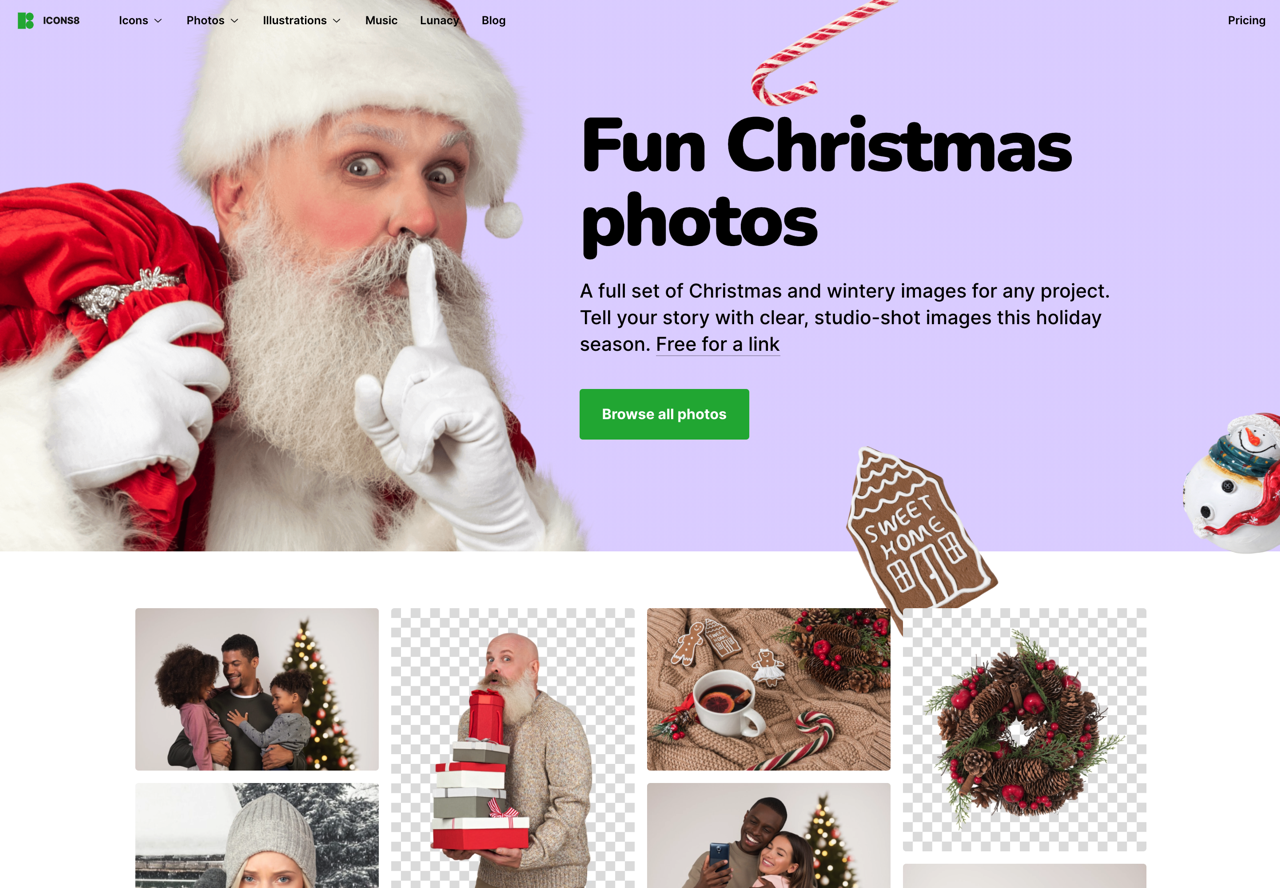 ICONS8
Icons
Photos
Illustrations
Music
Lunacy
Blog
Pricing
Fun Christmas
photos
A full set of Christmas and wintery images for any project.
Tell your story with clear, studio-shot images this holiday
season. Free for a link
Browse all photos
SWEET
HOME